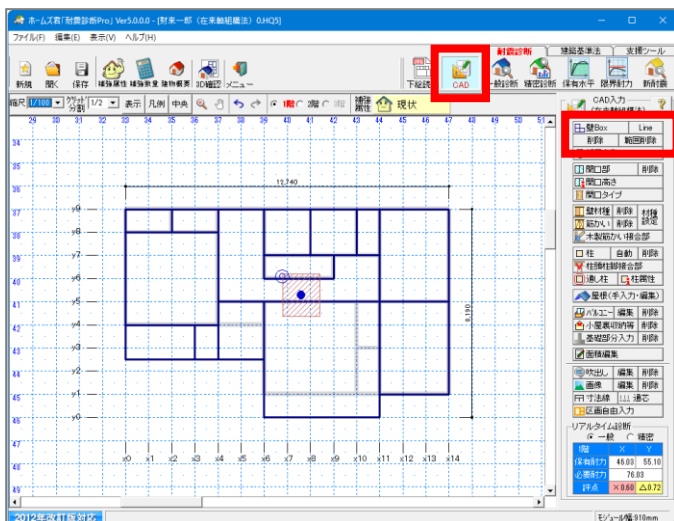 ホームズ君「耐震診断Pro」Ver5.0.0.0 - [財来一郎（在来軸組構法）0.HQ5]
ファイル(F) 編集(E) 表示(V) ヘルプ(H)
耐震診断 建築基準法 支援ツール
新規 開く 保存 補強属性 補強数量 建物概要 3D確認 メニュー CAD 一般診断 精密診断 保有水平 限界耐力 新耐震
縮尺 1/100 グリッド分割 1/2 表示 凡例 中央 1階 2階 3階 補強属性 現状
CAD入力
29 30 31 32 33 34 35 36 37 38 39 40 41 42 43 44 45 46 47 48 49 50 51
壁Box Line
削除 範囲削除
34
35
開口部 削除
開口高さ
開口タイプ
36
12,740
37 y9
壁材種 削除 材種設定
筋かい 削除
木製筋かい接合部
38 y8
39 y7
柱 自動 削除
柱頭柱脚接合部
通し柱 柱属性
40 y6
41 y5
屋根(手入力・編集)
42 y4
8,190
バルコニー 編集 削除
小屋裏収納等 削除
基礎部分入力 削除
43 y3
面積編集
44 y2
吹出し 編集 削除
画像 編集 削除
寸法線 通芯
区画自由入力
45 y1
46 y0
47
リアルタイム診断
一般 精密
x0 x1 x2 x3 x4 x5 x6 x7 x8 x9 x10 x11 x12 x13 x14
1階 X Y
保有耐力 46.03 55.10
必要耐力 76.03
評点 ×0.60 △0.72
48
49
2012年改訂版対応
モジュール幅:910mm